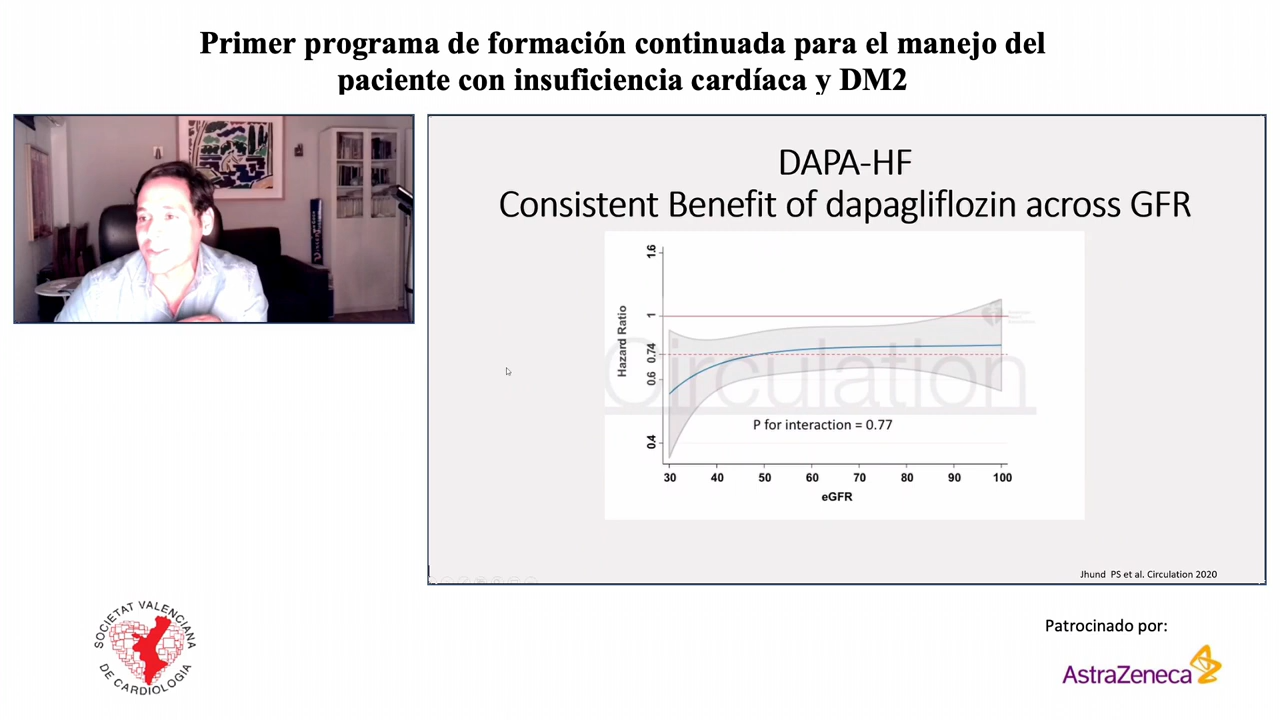 Primer programa de formación continuada para el manejo del
paciente con insuficiencia cardíaca y DM2
DAPA-HF
Consistent Benefit of dapagliflozin across GFR
Circulation
Hazard Ratio
1.6
1
0.74
0.6
0.4
P for interaction = 0.77
30 40 50 60 70 80 90 100
eGFR
Jhund PS et al. Circulation 2020
SOCIETAT VALENCIANA
DE CARDIOLOGIA
Patrocinado por:
AstraZeneca